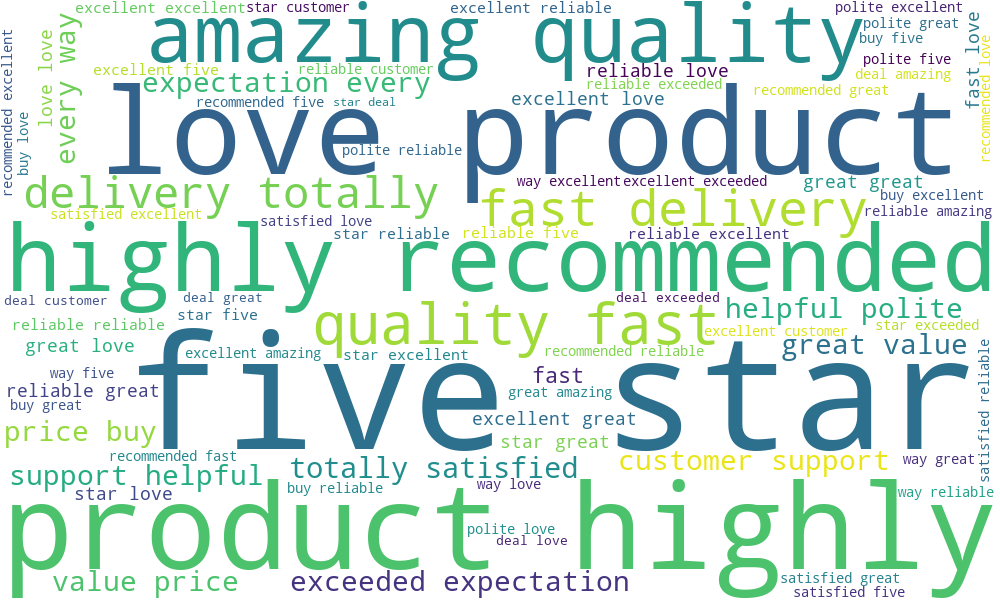 excellent excellent
star customer
excellent reliable
polite excellent
amazing quality
polite great
buy five
every way
love love
fast love
recommended excellent
polite five
excellent five
reliable customer
reliable love
deal amazing
expectation every
reliable exceeded
recommended great
recommended love
love product
recommended five
star deal
excellent love
buy love
polite reliable
delivery totally
way excellent
excellent exceeded
great great
fast delivery
buy excellent
satisfied excellent
satisfied love
reliable amazing
star reliable
reliable five
reliable excellent
highly recommended
deal customer
deal great
deal exceeded
star five
quality fast
helpful polite
reliable reliable
excellent customer
star exceeded
great love
excellent amazing
star excellent
recommended reliable
great value
five star
way five
fast
reliable great
great amazing
buy great
excellent great
satisfied reliable
price buy
star great
recommended fast
totally satisfied
customer support
way great
support helpful
star love
buy reliable
way love
way reliable
product highly
polite love
deal love
value price
exceeded expectation
satisfied great
satisfied five